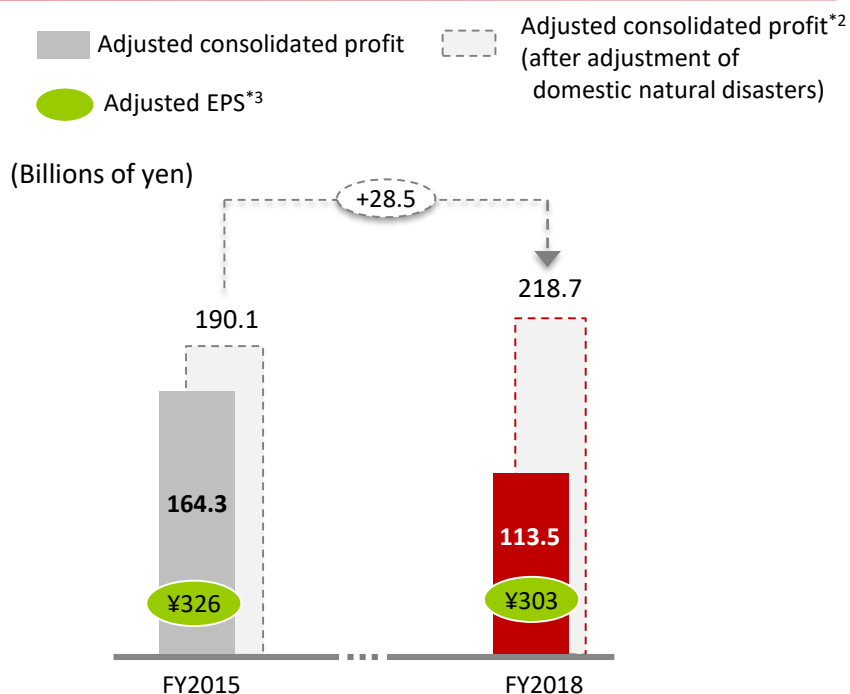 Adjusted consolidated profit
Adjusted consolidated profit*2
(after adjustment of
domestic natural disasters)
Adjusted EPS*3
(Billions of yen)
+28.5
218.7
190.1
164.3
113.5
¥326
¥303
FY2015
FY2018